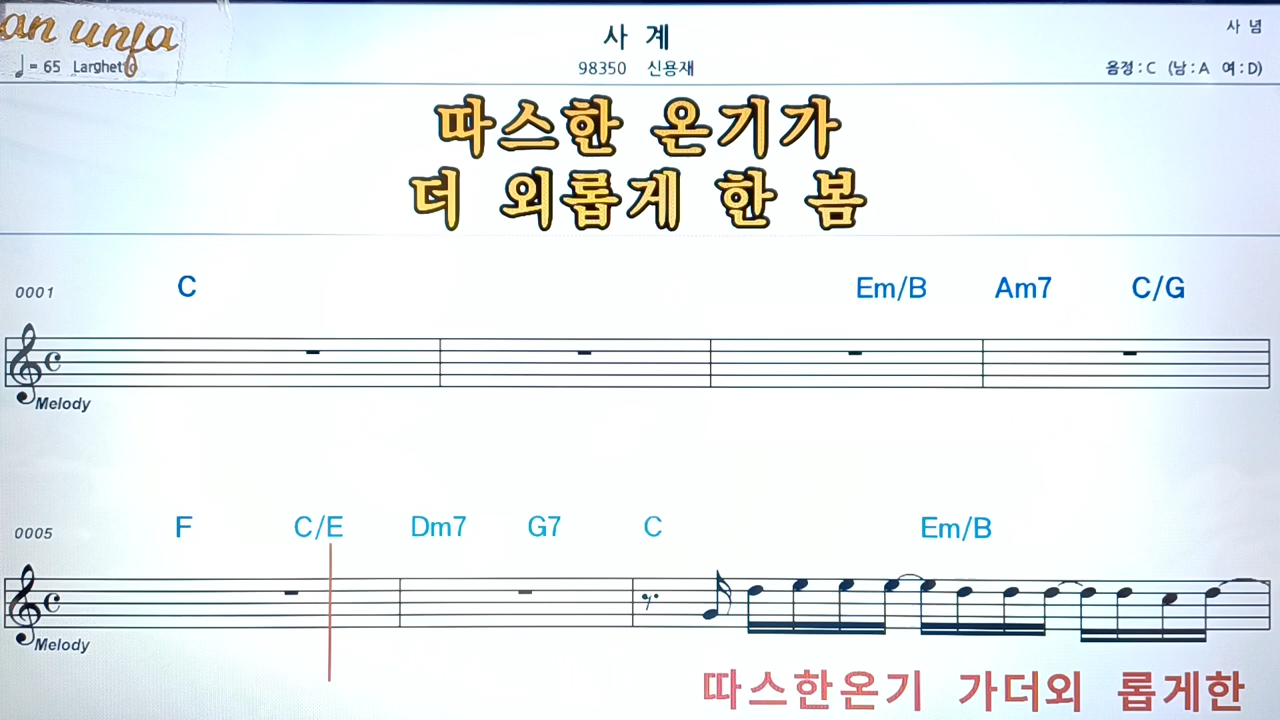 an unja
사 계
사 념
♩= 65 Larghetto
98350 신용재
음정 : C (남 : A 여 : D)
따스한 온기가
더 외롭게 한 봄
0001 C Em/B Am7 C/G
Melody
0005 F C/E Dm7 G7 C Em/B
Melody
따스한온기 가더외 롭게한